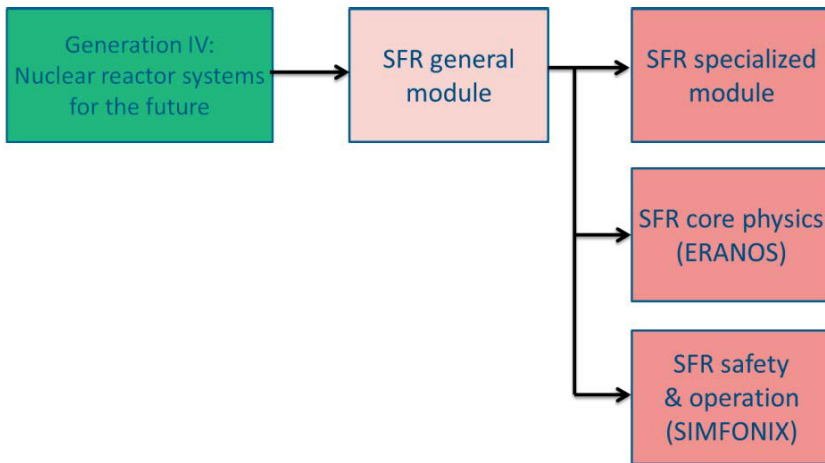 Generation IV:
Nuclear reactor systems
for the future
SFR general
module
SFR specialized
module
SFR core physics
(ERANOS)
SFR safety
& operation
(SIMFONIX)